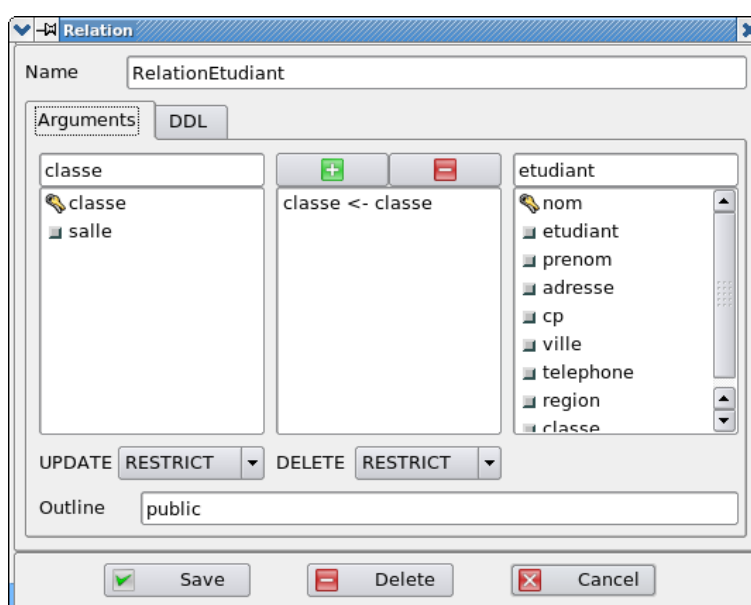 Relation
Name RelationEtudiant
Arguments DDL
classe etudiant
classe classe <- classe nom
salle etudiant
prenom
adresse
cp
ville
telephone
region
classe
UPDATE RESTRICT DELETE RESTRICT
Outline public
Save Delete Cancel